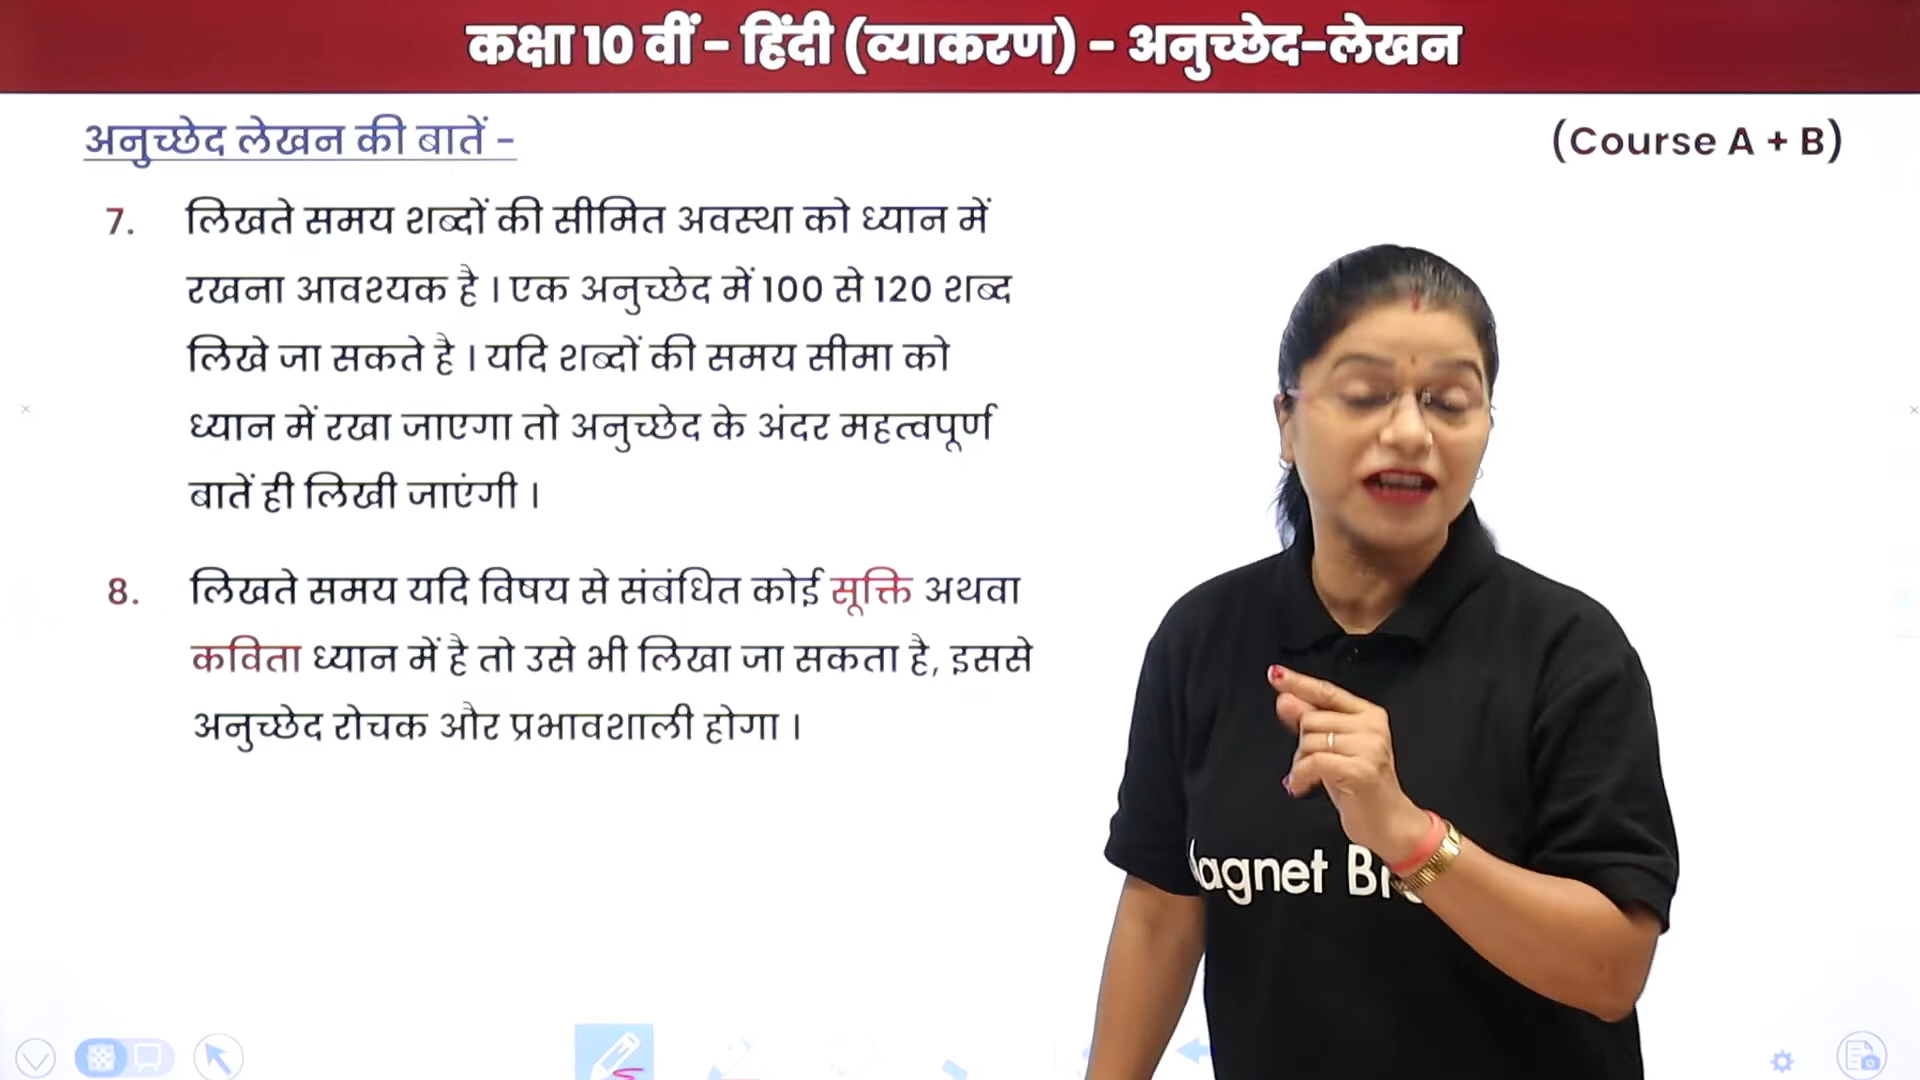 कक्षा 10 वीं - हिंदी (व्याकरण) - अनुच्छेद-लेखन
अनुच्छेद लेखन की बातें -
(Course A + B)
7. लिखते समय शब्दों की सीमित अवस्था को ध्यान में
रखना आवश्यक है । एक अनुच्छेद में 100 से 120 शब्द
लिखे जा सकते है । यदि शब्दों की समय सीमा को
ध्यान में रखा जाएगा तो अनुच्छेद के अंदर महत्वपूर्ण
बातें ही लिखी जाएंगी ।
8. लिखते समय यदि विषय से संबंधित कोई सूक्ति अथवा
कविता ध्यान में है तो उसे भी लिखा जा सकता है, इससे
अनुच्छेद रोचक और प्रभावशाली होगा ।
agnet Br